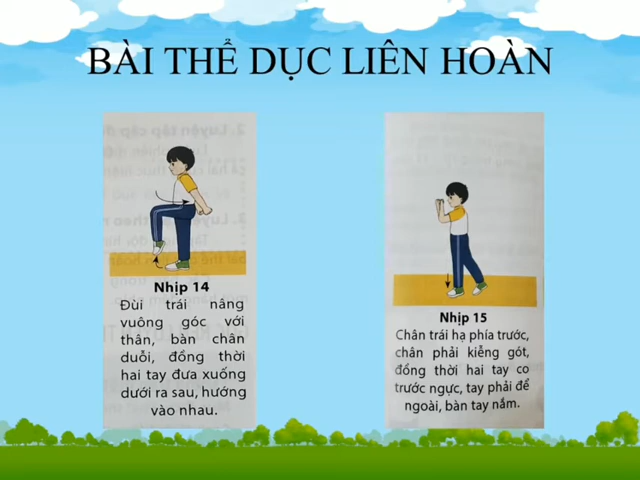 BÀI THỂ DỤC LIÊN HOÀN
Nhịp 14
Đùi trái nâng
vuông góc với
thân, bàn chân
duỗi, đồng thời
hai tay đưa xuống
dưới ra sau, hướng
vào nhau.
Nhịp 15
Chân trái hạ phía trước,
chân phải kiễng gót,
đồng thời hai tay co
trước ngực, tay phải để
ngoài, bàn tay nắm.